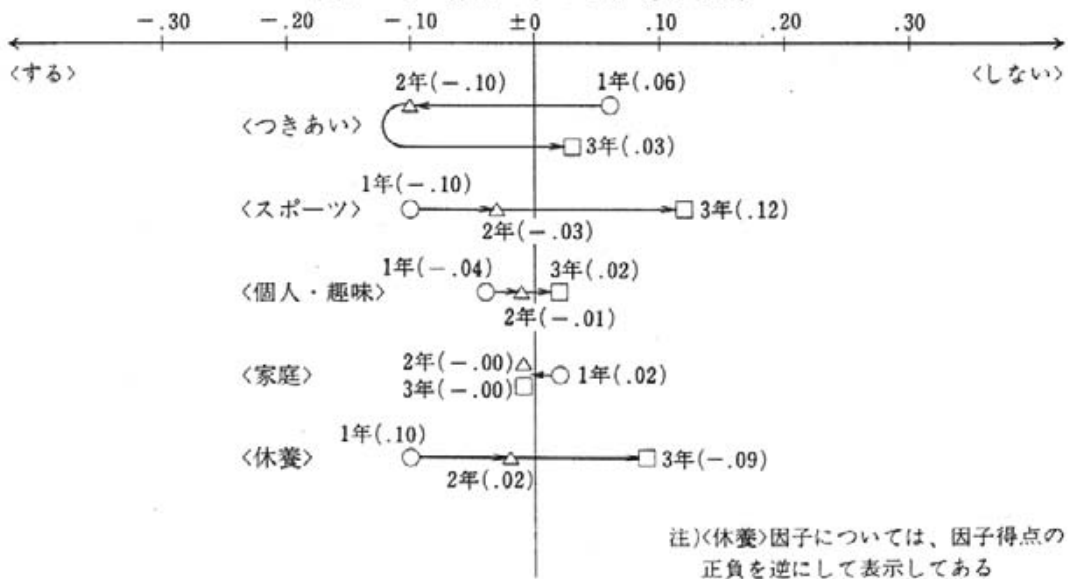 −.30 −.20 −.10 ±0 .10 .20 .30
〈する〉 〈しない〉
2年(−.10) 1年(.06)
〈つきあい〉
3年(.03)
1年(−.10)
〈スポーツ〉 3年(.12)
2年(−.03)
1年(−.04) 3年(.02)
〈個人・趣味〉
2年(−.01)
2年(−.00)
〈家庭〉 1年(.02)
3年(−.00)
1年(.10)
〈休養〉 3年(−.09)
2年(.02)
注)〈休養〉因子については、因子得点の
正負を逆にして表示してある